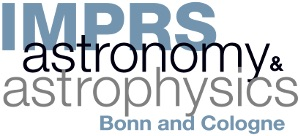 IMPRS
astronomy &
astrophysics
Bonn and Cologne